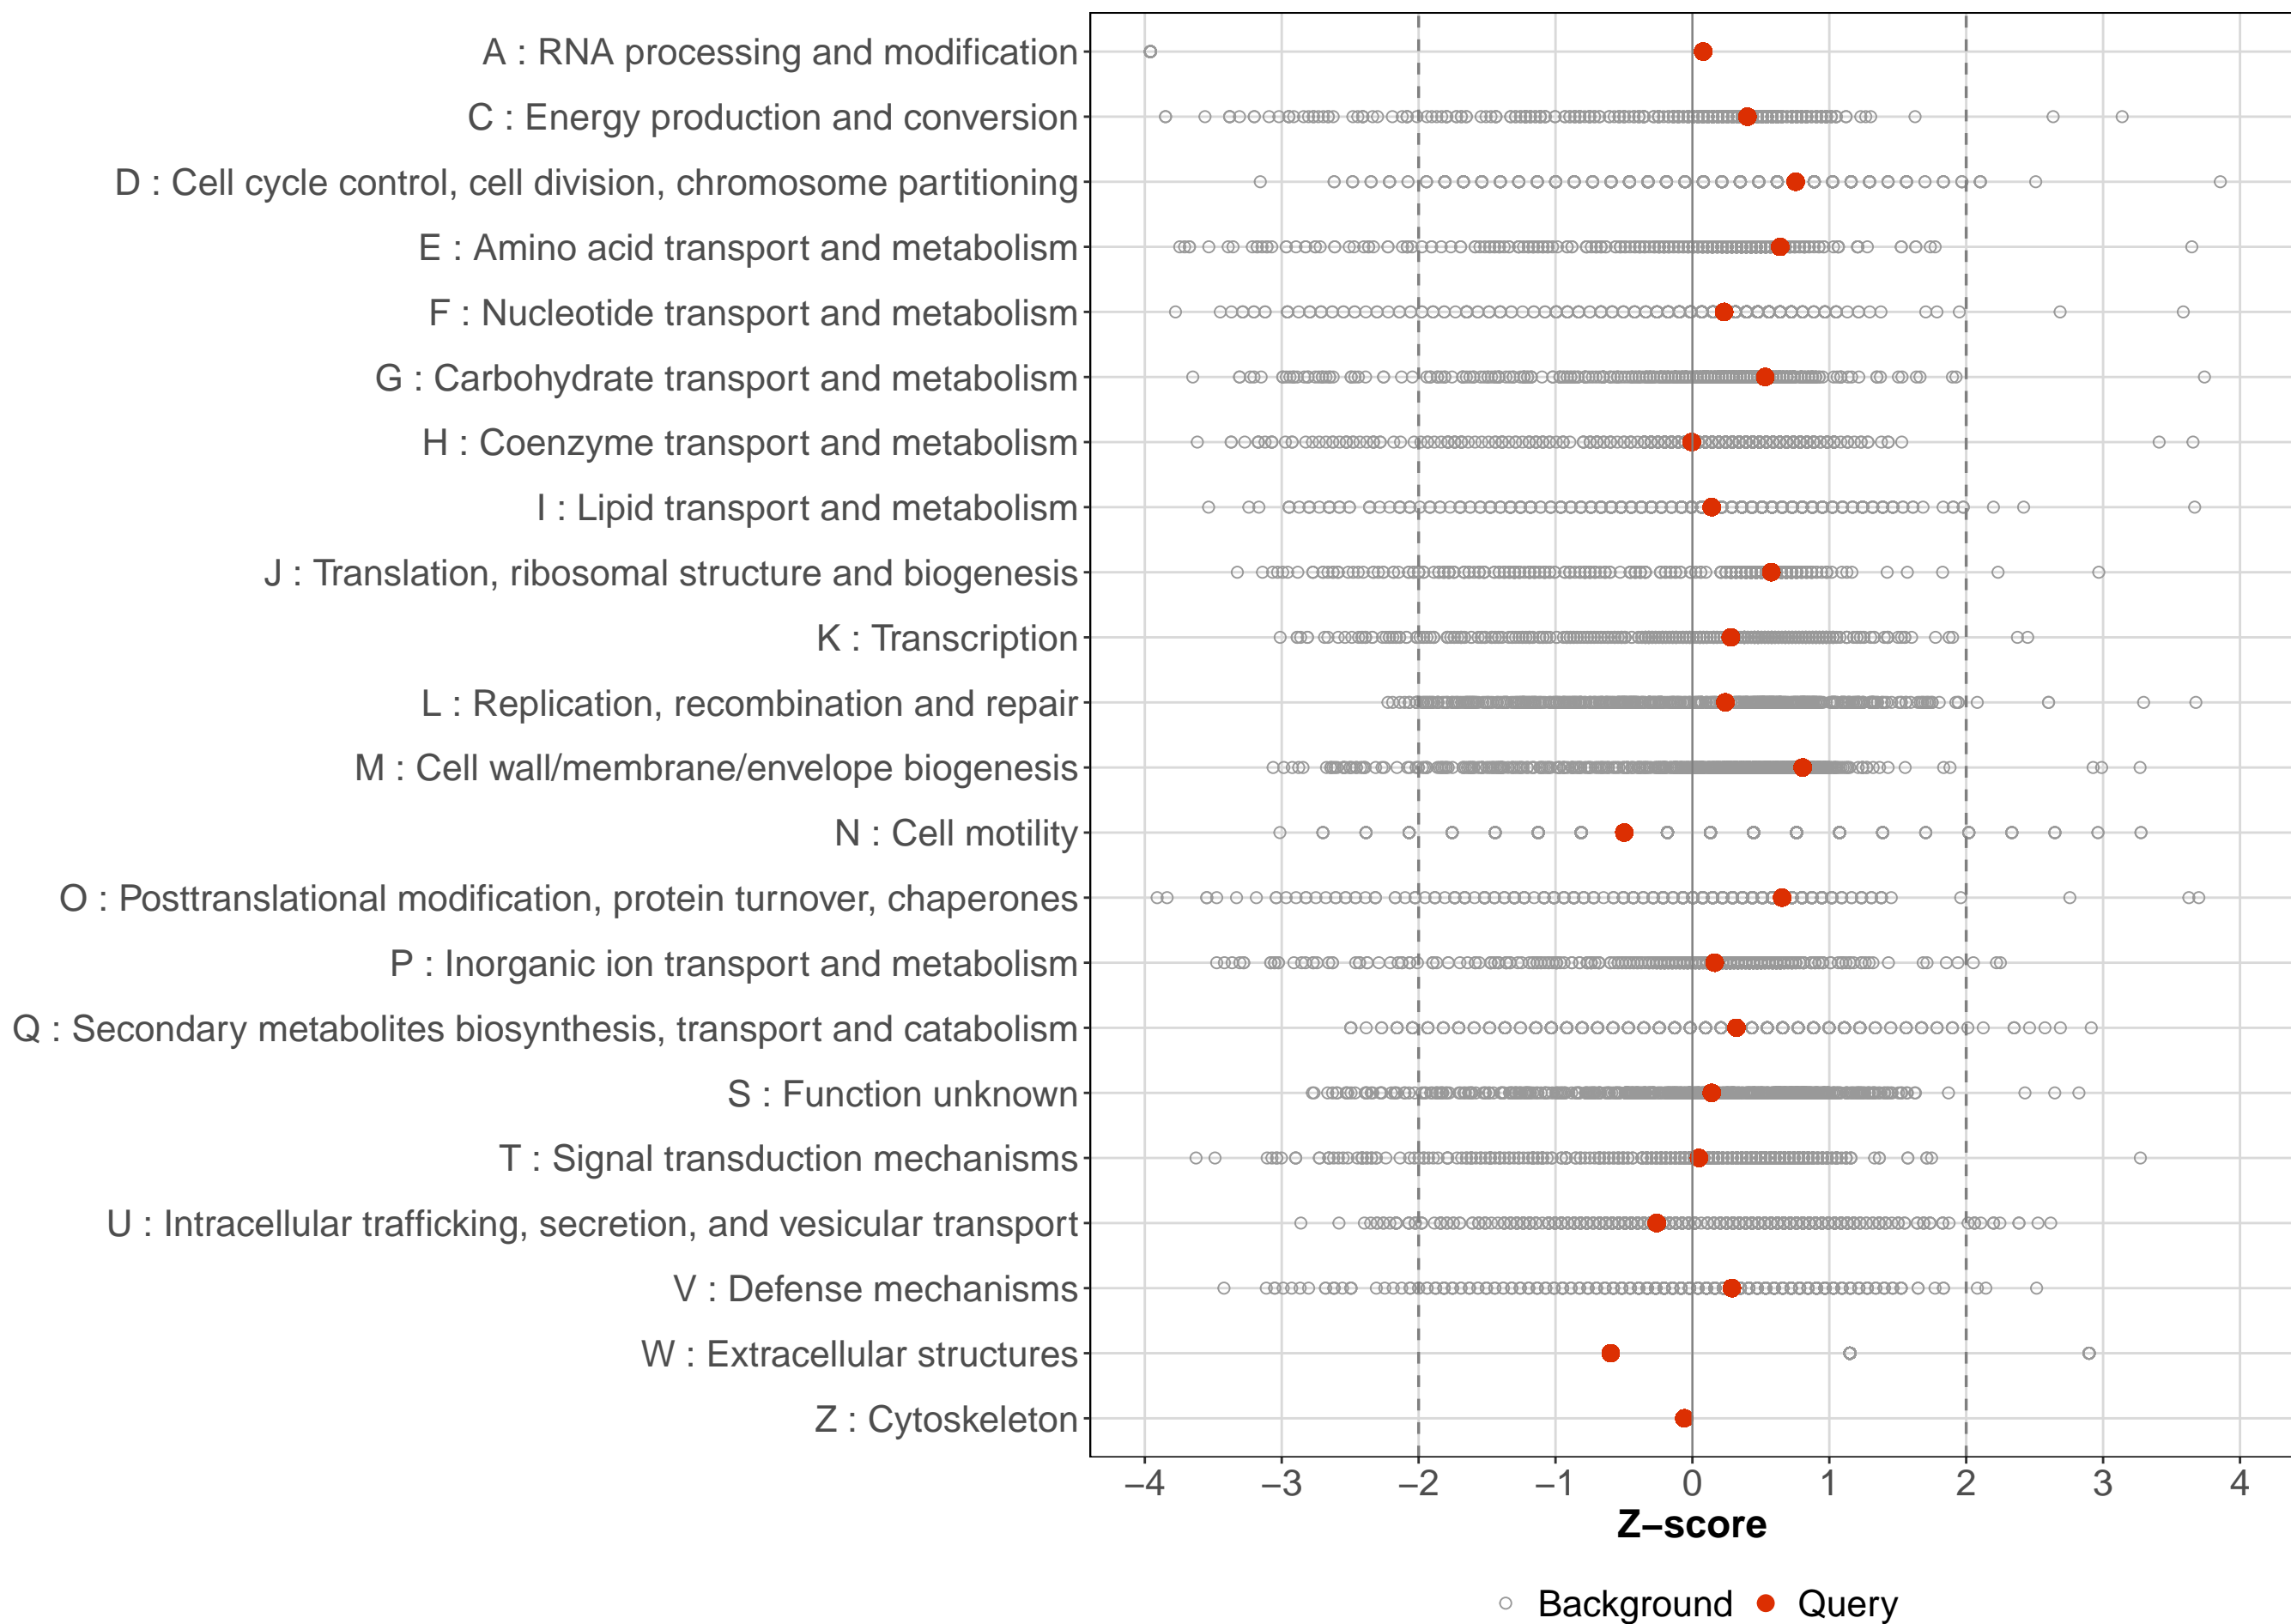 A : RNA processing and modification
C : Energy production and conversion
D : Cell cycle control, cell division, chromosome partitioning
E : Amino acid transport and metabolism
F : Nucleotide transport and metabolism
G : Carbohydrate transport and metabolism
H : Coenzyme transport and metabolism
I : Lipid transport and metabolism
J : Translation, ribosomal structure and biogenesis
K : Transcription
L : Replication, recombination and repair
M : Cell wall/membrane/envelope biogenesis
N : Cell motility
O : Posttranslational modification, protein turnover, chaperones
P : Inorganic ion transport and metabolism
Q : Secondary metabolites biosynthesis, transport and catabolism
S : Function unknown
T : Signal transduction mechanisms
U : Intracellular trafficking, secretion, and vesicular transport
V : Defense mechanisms
W : Extracellular structures
Z : Cytoskeleton
−4 −3 −2 −1 0 1 2 3 4
Z−score
Background Query